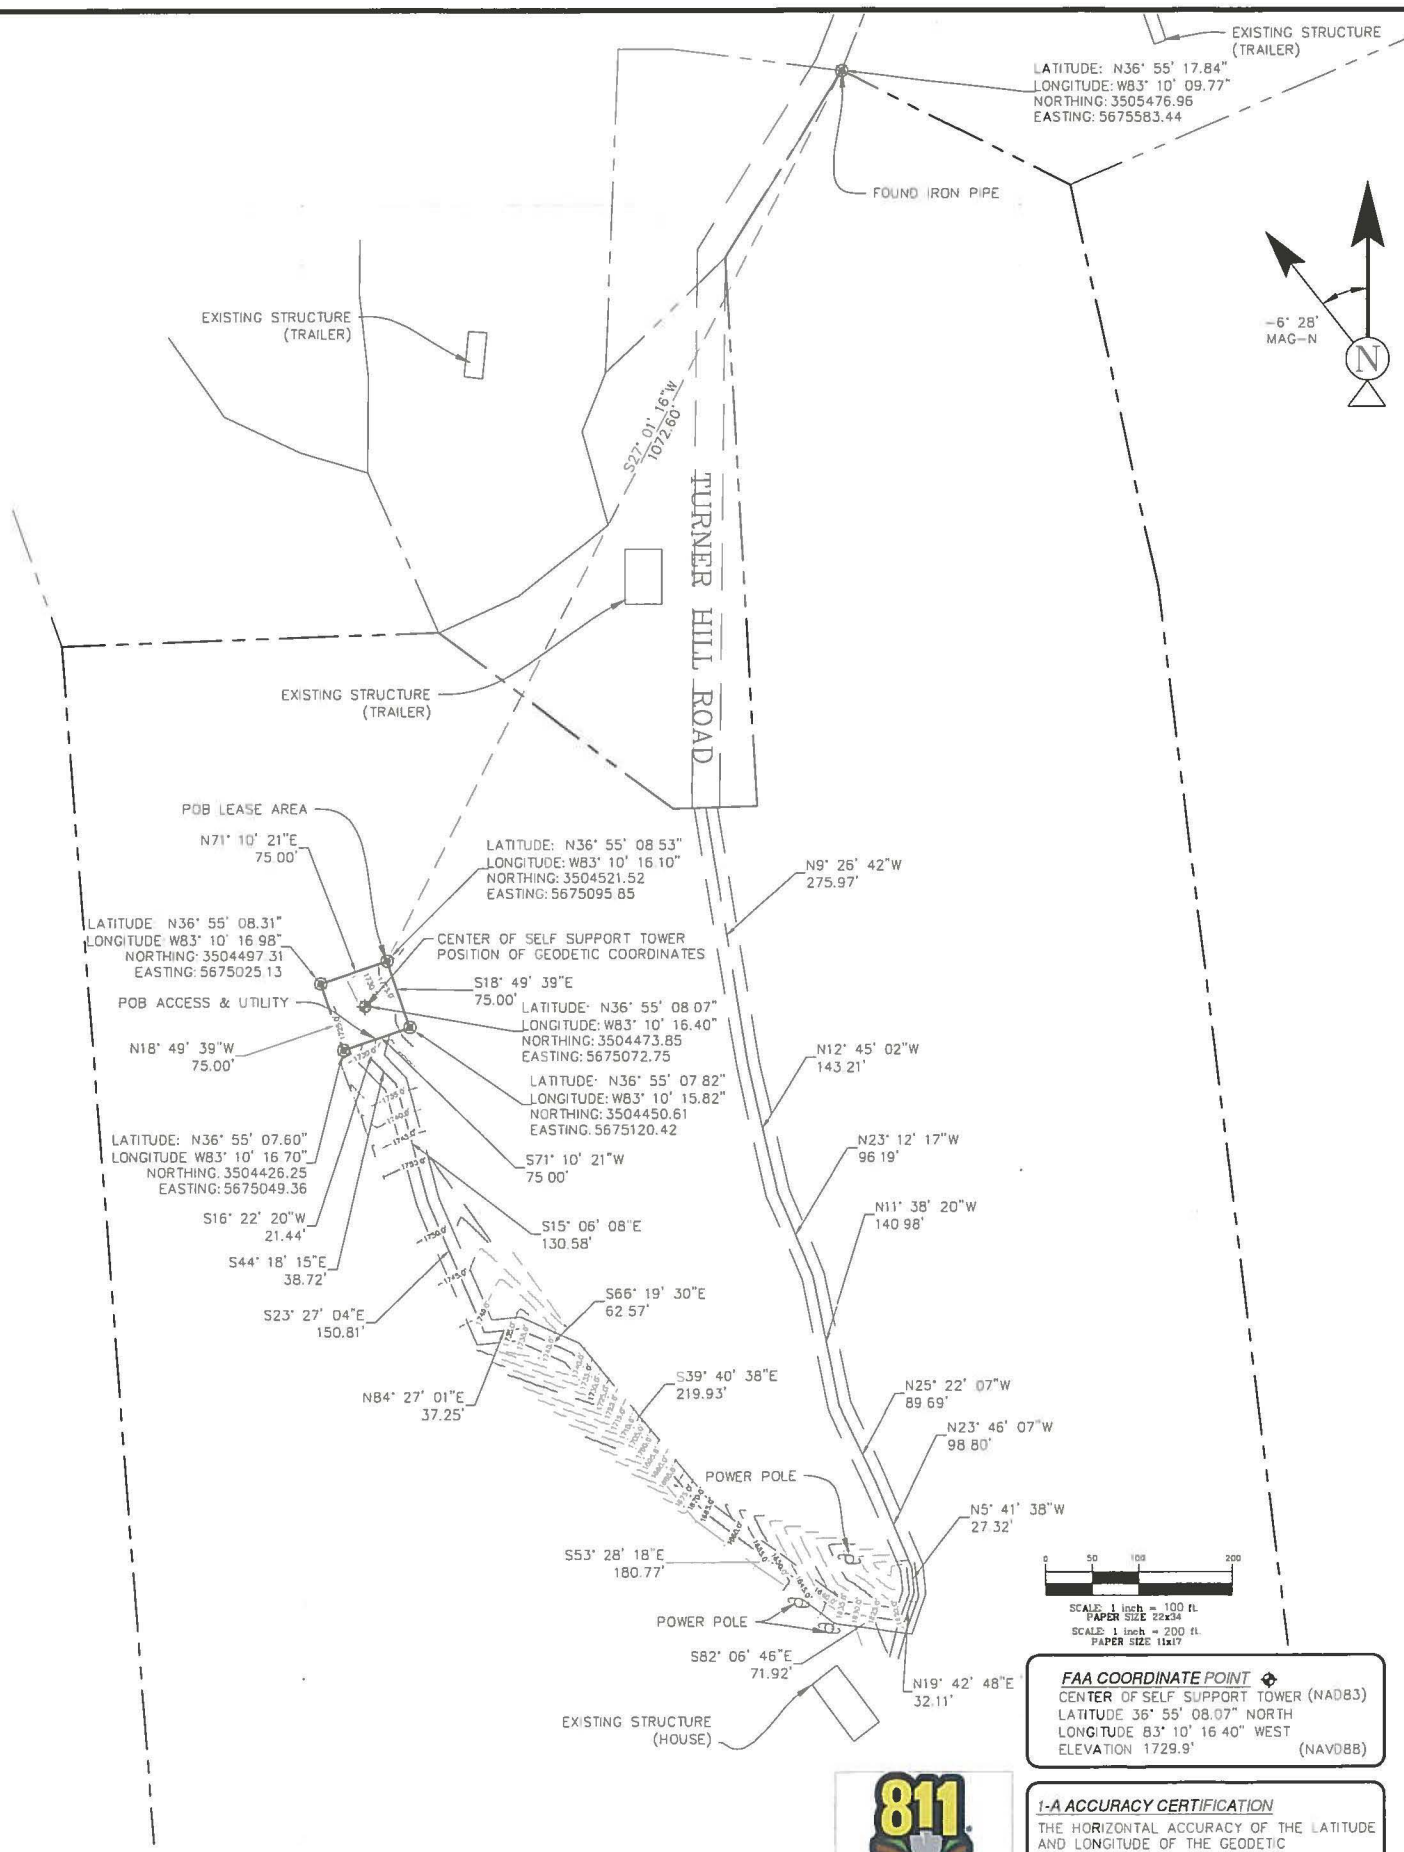 EXISTING STRUCTURE
(TRAILER)
LATITUDE: N36° 55' 17.84"
LONGITUDE: W83° 10' 09.77"
NORTHING: 3505476.96
EASTING: 5675583.44
FOUND IRON PIPE
-6° 28'
MAG-N
N
EXISTING STRUCTURE
(TRAILER)
S27° 01' 16"W
1072.60'
TURNER HILL ROAD
EXISTING STRUCTURE
(TRAILER)
POB LEASE AREA
N71° 10' 21"E
75.00'
LATITUDE: N36° 55' 08.53"
LONGITUDE: W83° 10' 16.10"
NORTHING: 3504521.52
EASTING: 5675095.85
N9° 26' 42"W
275.97'
LATITUDE: N36° 55' 08.31"
LONGITUDE: W83° 10' 16.98"
NORTHING: 3504497.31
EASTING: 5675025.13
CENTER OF SELF SUPPORT TOWER
POSITION OF GEODETIC COORDINATES
S18° 49' 39"E
75.00'
POB ACCESS & UTILITY
LATITUDE: N36° 55' 08.07"
LONGITUDE: W83° 10' 16.40"
NORTHING: 3504473.85
EASTING: 5675072.75
N18° 49' 39"W
75.00'
N12° 45' 02"W
143.21'
LATITUDE: N36° 55' 07.82"
LONGITUDE: W83° 10' 15.82"
NORTHING: 3504450.61
EASTING: 5675120.42
LATITUDE: N36° 55' 07.60"
LONGITUDE: W83° 10' 16.70"
NORTHING: 3504426.25
EASTING: 5675049.36
S71° 10' 21"W
75.00'
N23° 12' 17"W
96.19'
S16° 22' 20"W
21.44'
S15° 06' 08"E
130.58'
N11° 38' 20"W
140.98'
S44° 18' 15"E
38.72'
S23° 27' 04"E
150.81'
S66° 19' 30"E
62.57'
N84° 27' 01"E
37.25'
S39° 40' 38"E
219.93'
N25° 22' 07"W
89.69'
N23° 46' 07"W
98.80'
POWER POLE
N5° 41' 38"W
27.32'
S53° 28' 18"E
180.77'
POWER POLE
S82° 06' 46"E
71.92'
N19° 42' 48"E
32.11'
EXISTING STRUCTURE
(HOUSE)
0 50 100 200
SCALE: 1 inch = 100 ft.
PAPER SIZE 22x34
SCALE: 1 inch = 200 ft.
PAPER SIZE 11x17
FAA COORDINATE POINT
CENTER OF SELF SUPPORT TOWER (NAD83)
LATITUDE 36° 55' 08.07" NORTH
LONGITUDE 83° 10' 16.40" WEST
ELEVATION 1729.9' (NAVD88)
811
1-A ACCURACY CERTIFICATION
THE HORIZONTAL ACCURACY OF THE LATITUDE
AND LONGITUDE OF THE GEODETIC